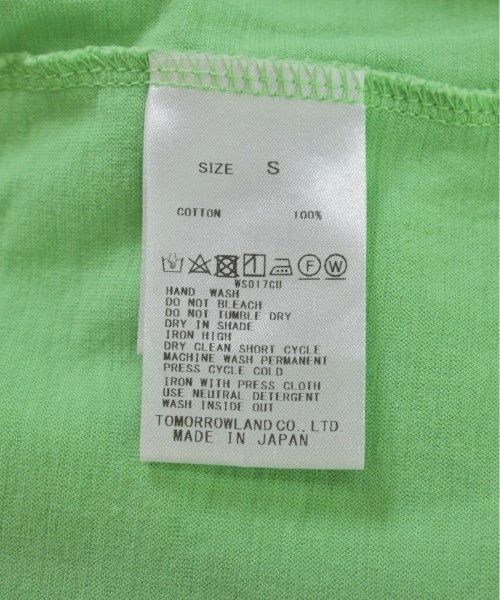 SIZE S
COTTON 100%
F W
WS017CU
HAND WASH
DO NOT BLEACH
DO NOT TUMBLE DRY
DRY IN SHADE
IRON HIGH
DRY CLEAN SHORT CYCLE
MACHINE WASH PERMANENT
PRESS CYCLE COLD
IRON WITH PRESS CLOTH
USE NEUTRAL DETERGENT
WASH INSIDE OUT
TOMORROWLAND CO., LTD.
MADE IN JAPAN